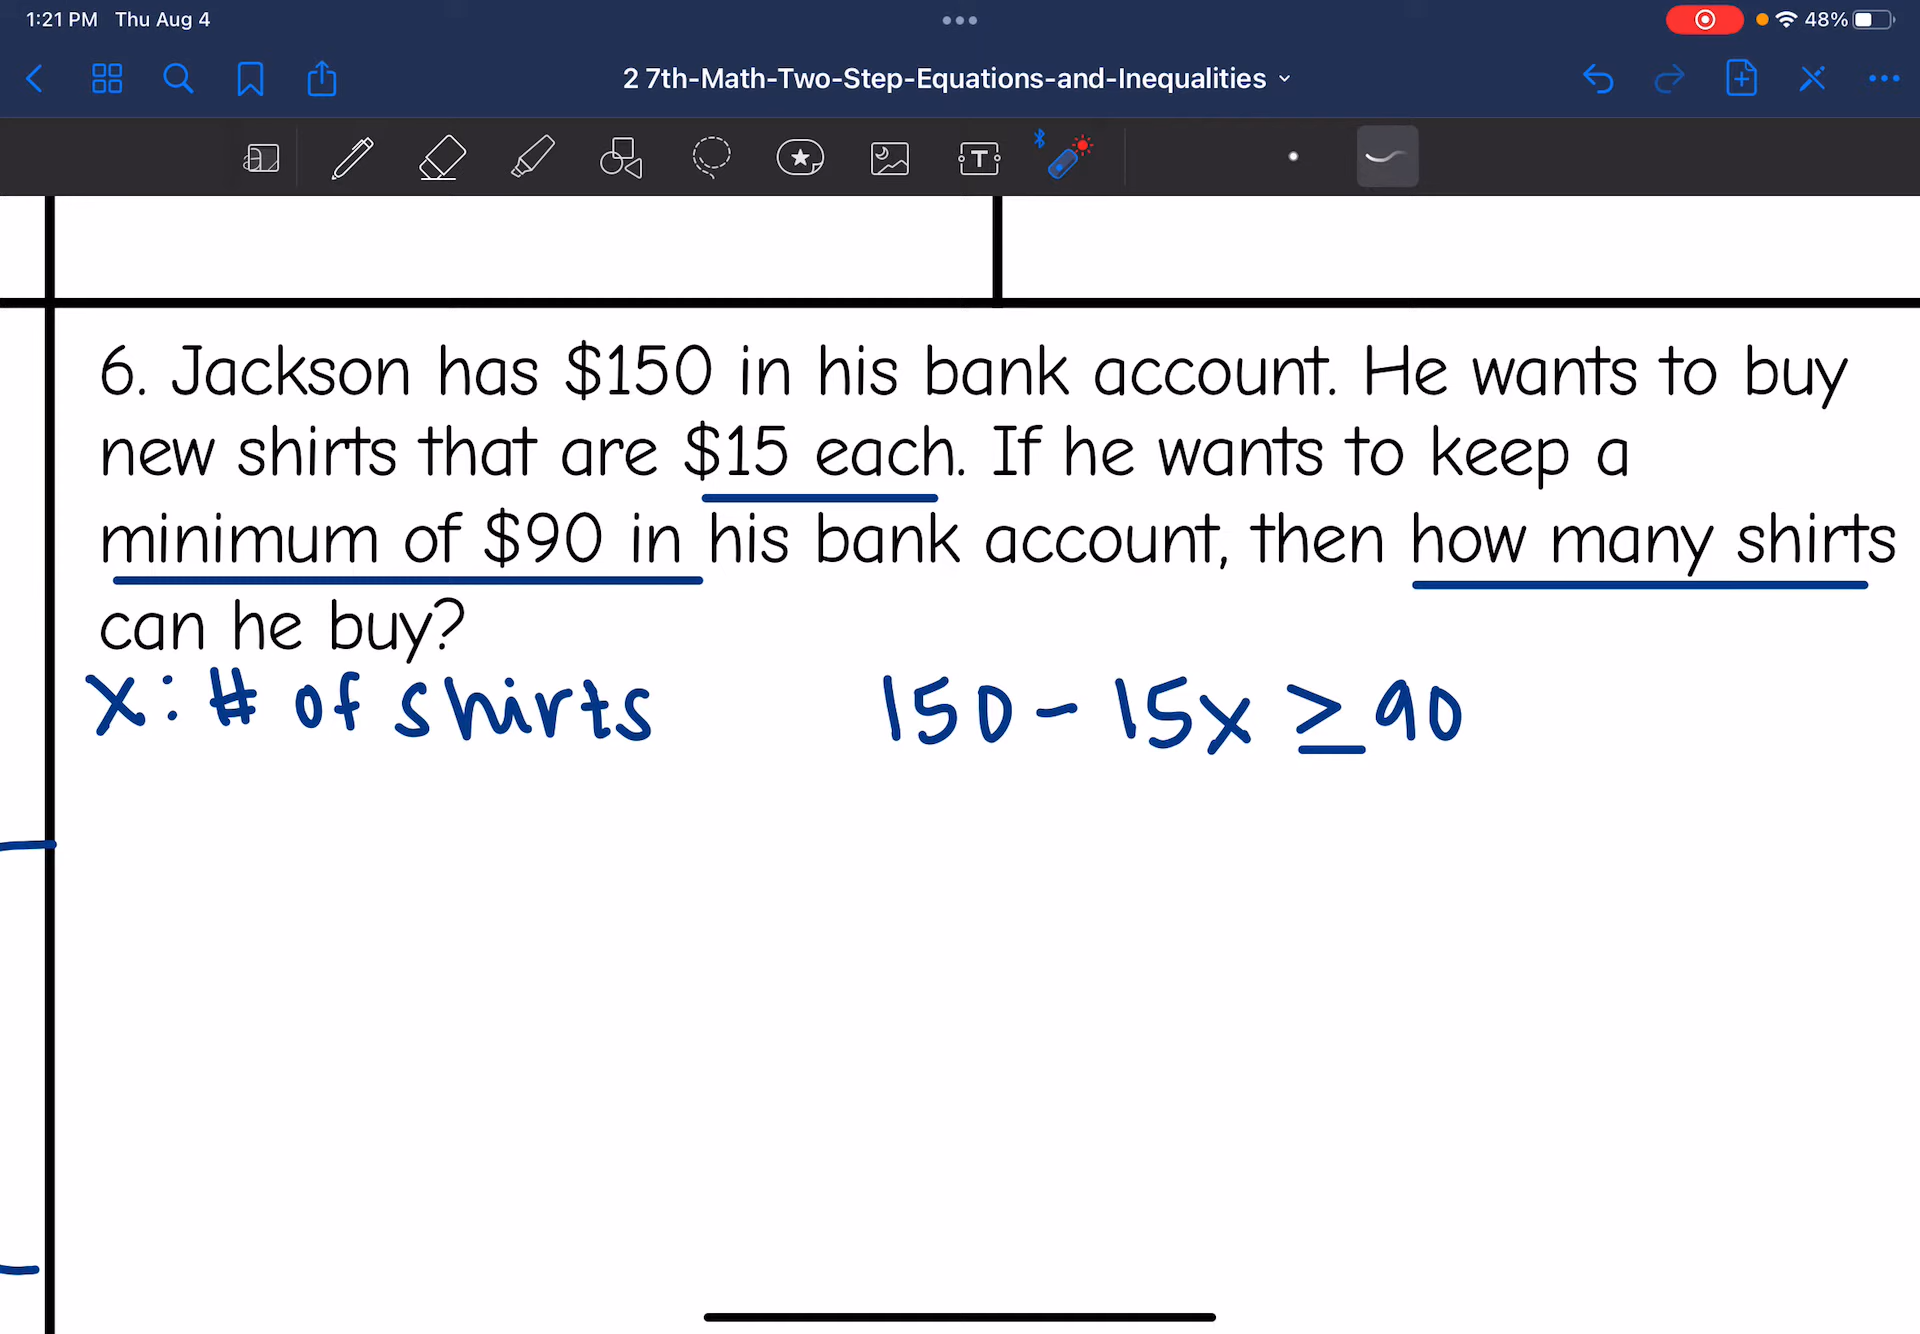 1:21 PM Thu Aug 4
48%
2 7th-Math-Two-Step-Equations-and-Inequalities
6. Jackson has $150 in his bank account. He wants to buy
new shirts that are $15 each. If he wants to keep a
minimum of $90 in his bank account, then how many shirts
can he buy?
x: # of shirts
150 - 15x ≥ 90